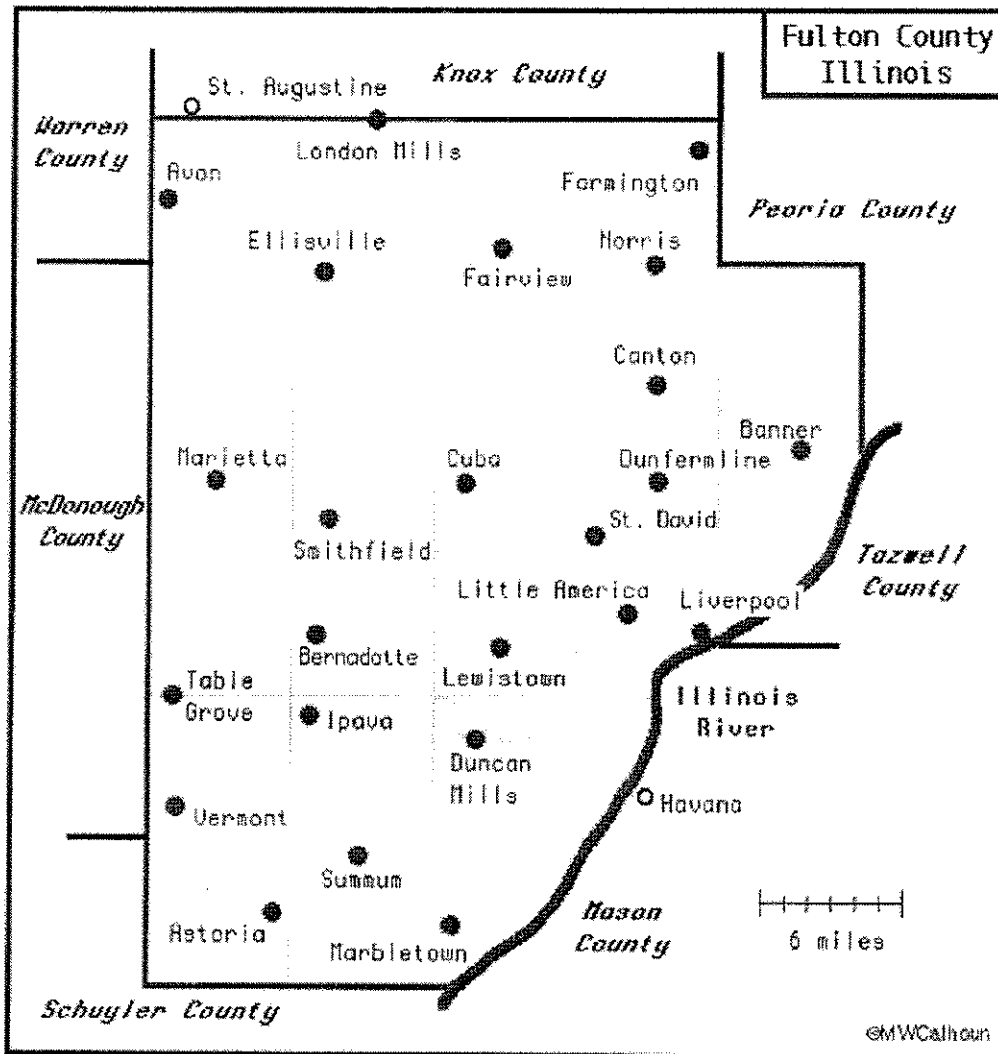 Fulton County
Illinois
Knox County
St. Augustine
Warren
County
London Mills
Farmington
Avon
Peoria County
Ellisville
Fairview
Norris
Canton
Banner
Marietta
Cuba
Dunfermline
McDonough
County
Smithfield
St. David
Tazwell
County
Little America
Liverpool
Bernadotte
Lewistown
Table
Grove
Ipava
Illinois
River
Duncan
Mills
Havana
Vermont
Summum
Astoria
Marbletown
Mason
County
6 miles
Schuyler County
©MWCalhoun